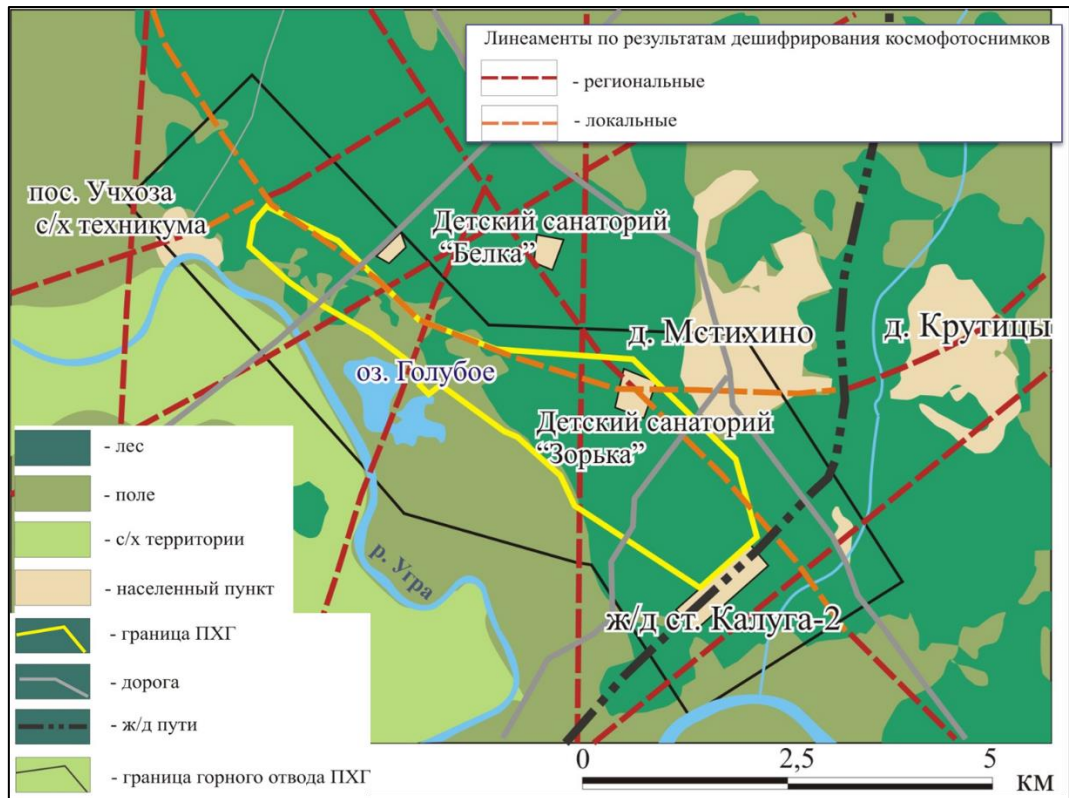 Линеаменты по результатам дешифрирования космофотоснимков
- региональные
- локальные
пос. Учхоза
с/х техникума
Детский санаторий
“Белка”
д. Мстихино
д. Крутицы
оз. Голубое
Детский санаторий
“Зорька”
р. Угра
ж/д ст. Калуга-2
- лес
- поле
- с/х территории
- населенный пункт
- граница ПХГ
- дорога
- ж/д пути
- граница горного отвода ПХГ
0 2,5 5
км